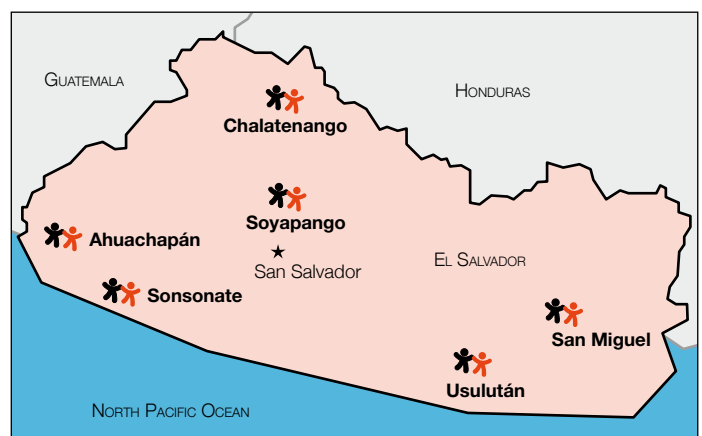 GUATEMALA
HONDURAS
Chalatenango
Soyapango
Ahuachapán
San Salvador
EL SALVADOR
Sonsonate
San Miguel
Usulután
NORTH PACIFIC OCEAN